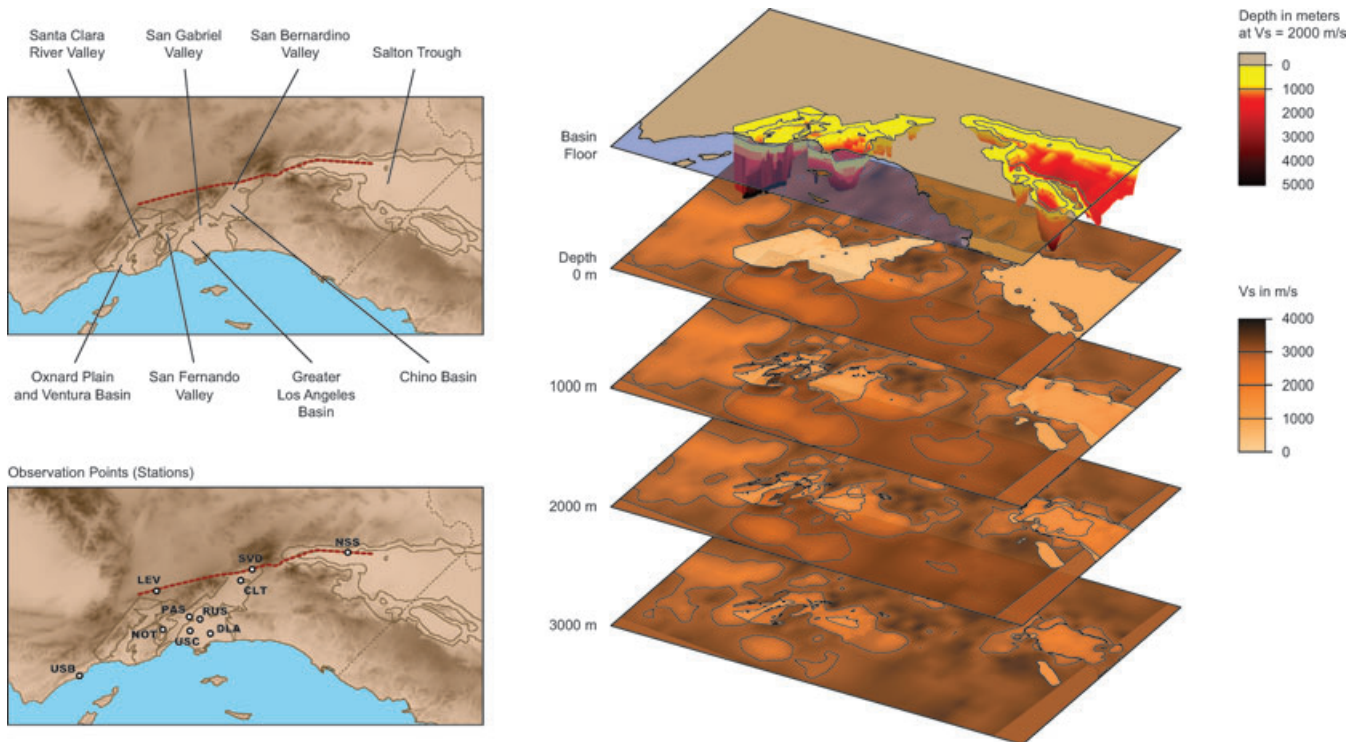 Santa Clara
River Valley
San Gabriel
Valley
San Bernardino
Valley
Salton Trough
Oxnard Plain
and Ventura Basin
San Fernando
Valley
Greater
Los Angeles
Basin
Chino Basin
Observation Points (Stations)
NSS
SVD
LEV
CLT
PAS
RUS
NOT
USC
DLA
USB
Basin
Floor
Depth
0 m
1000 m
2000 m
3000 m
Depth in meters
at Vs = 2000 m/s
0
1000
2000
3000
4000
5000
Vs in m/s
4000
3000
2000
1000
0